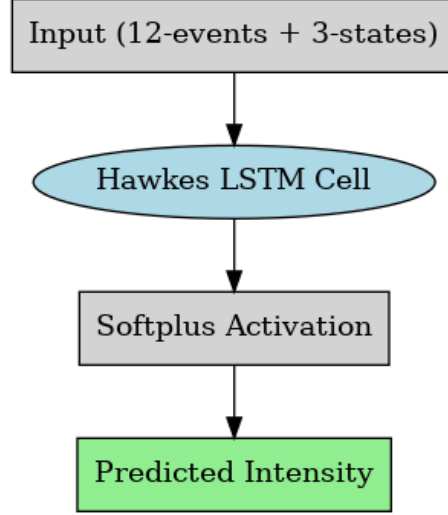 Input (12-events + 3-states)
Hawkes LSTM Cell
Softplus Activation
Predicted Intensity